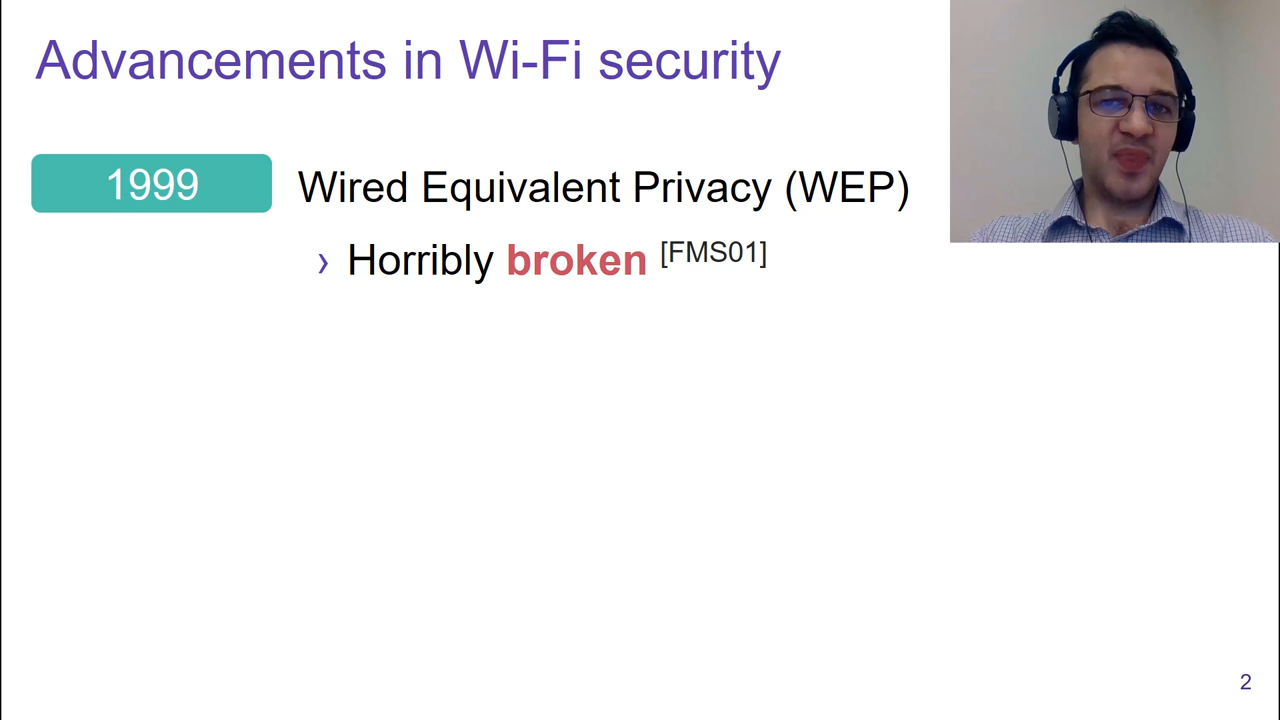 Advancements in Wi-Fi security
1999
Wired Equivalent Privacy (WEP)
› Horribly broken [FMS01]
2